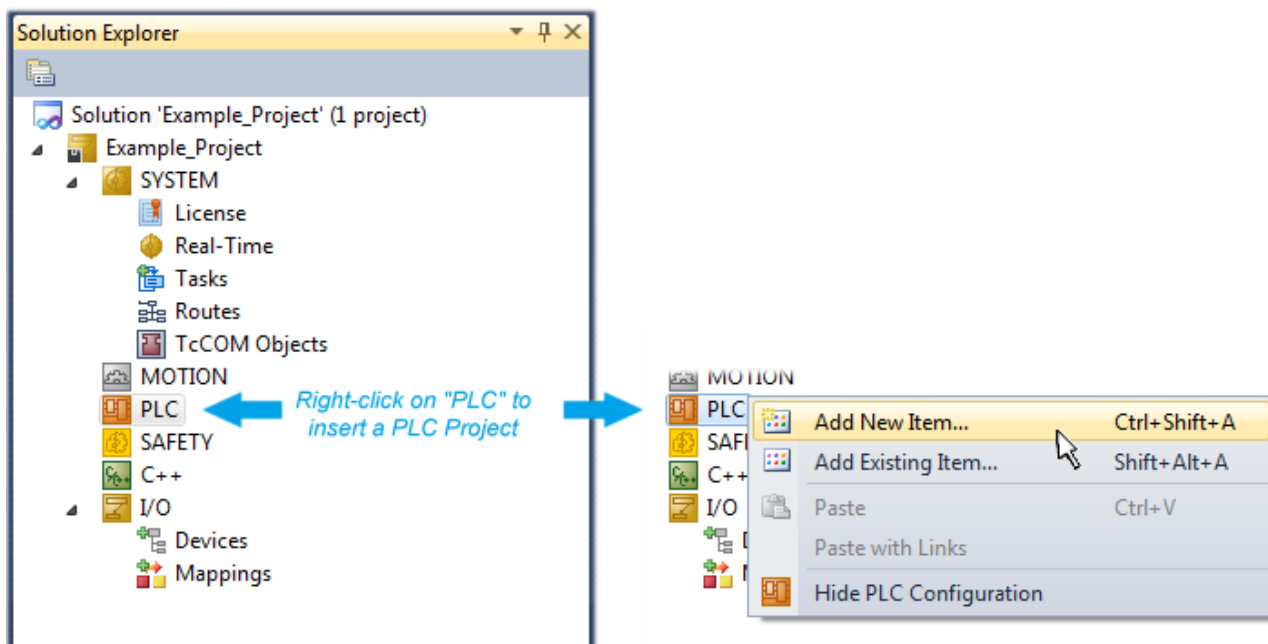 Solution Explorer
Solution 'Example_Project' (1 project)
Example_Project
SYSTEM
License
Real-Time
Tasks
Routes
TcCOM Objects
MOTION
PLC
SAFETY
C++
I/O
Devices
Mappings
Right-click on "PLC" to
insert a PLC Project
MOTION
PLC
SAFE
C++
I/O
Add New Item... Ctrl+Shift+A
Add Existing Item... Shift+Alt+A
Paste Ctrl+V
Paste with Links
Hide PLC Configuration